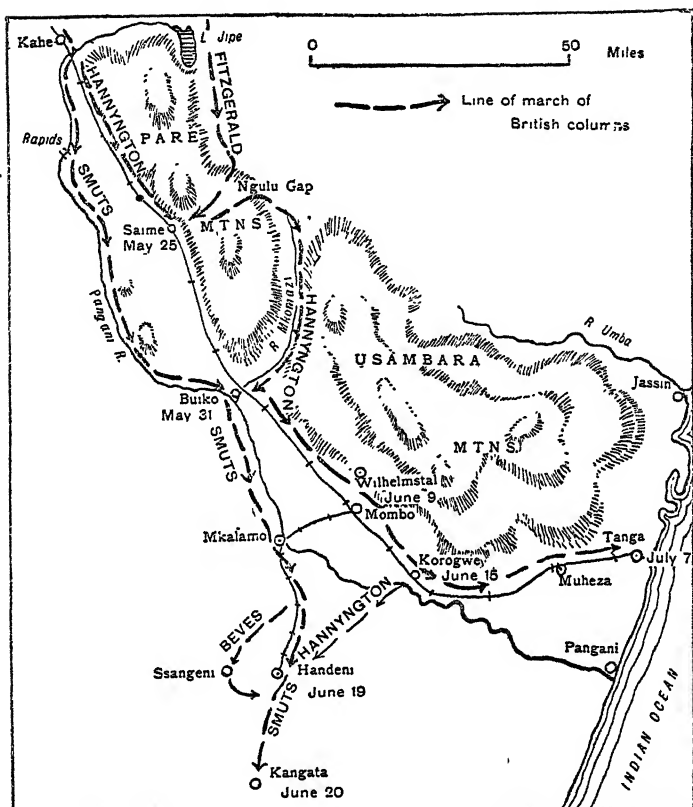 Kahe
L Jipe
0 50 Miles
Line of march of
British columns
HANNYNGTON
FITZGERALD
PARE
Rapids
SMUTS
Ngulu Gap
Same
May 25
MTNS
Pangani R.
R Mkomazi
HANNYNGTON
R Umba
USAMBARA
Jassin
Buiko
May 31
MTNS
SMUTS
Wilhelmstal
June 9
Mombo
Mkalamo
Tanga
July 7
Korogwe
June 15
Muheza
HANNYNGTON
BEVES
Pangani
Ssangeni
Handeni
June 19
SMUTS
INDIAN OCEAN
Kangata
June 20